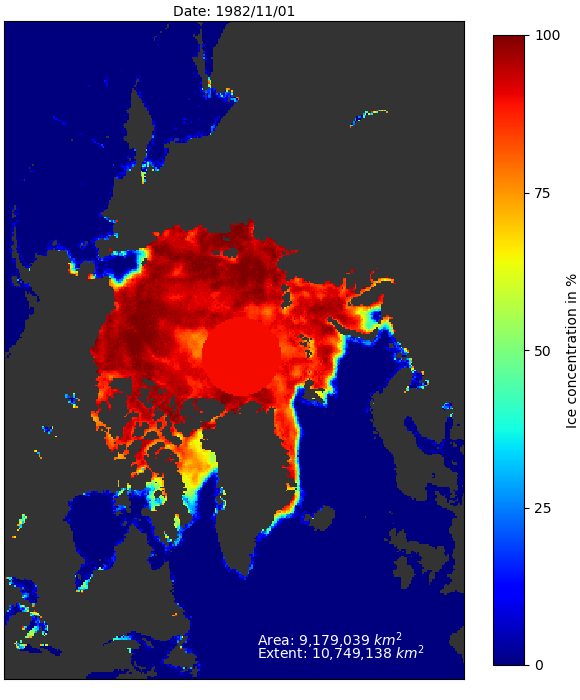 Date: 1982/11/01
100
75
50
25
0
Ice concentration in %
Area: 9,179,039 km²
Extent: 10,749,138 km²